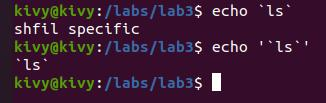 kivy@kivy:/labs/lab3$ echo `ls`
shfil specific
kivy@kivy:/labs/lab3$ echo '`ls`'
`ls`
kivy@kivy:/labs/lab3$